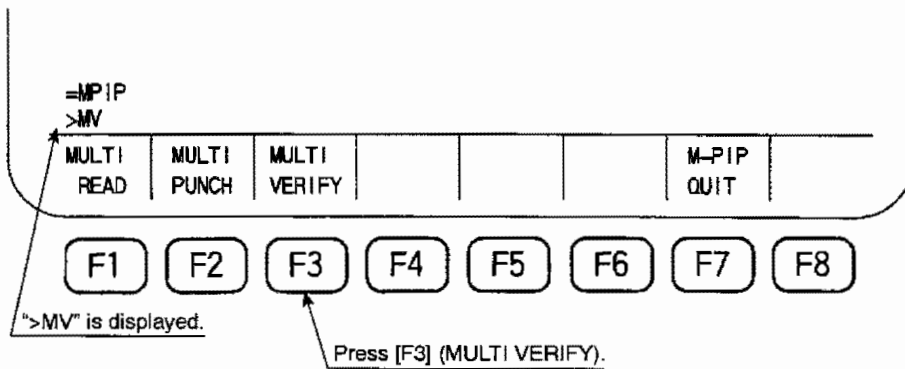 =MPIP
>MV
MULTI READ
MULTI PUNCH
MULTI VERIFY
M-PIP QUIT
F1 F2 F3 F4 F5 F6 F7 F8
">MV" is displayed.
Press [F3] (MULTI VERIFY).